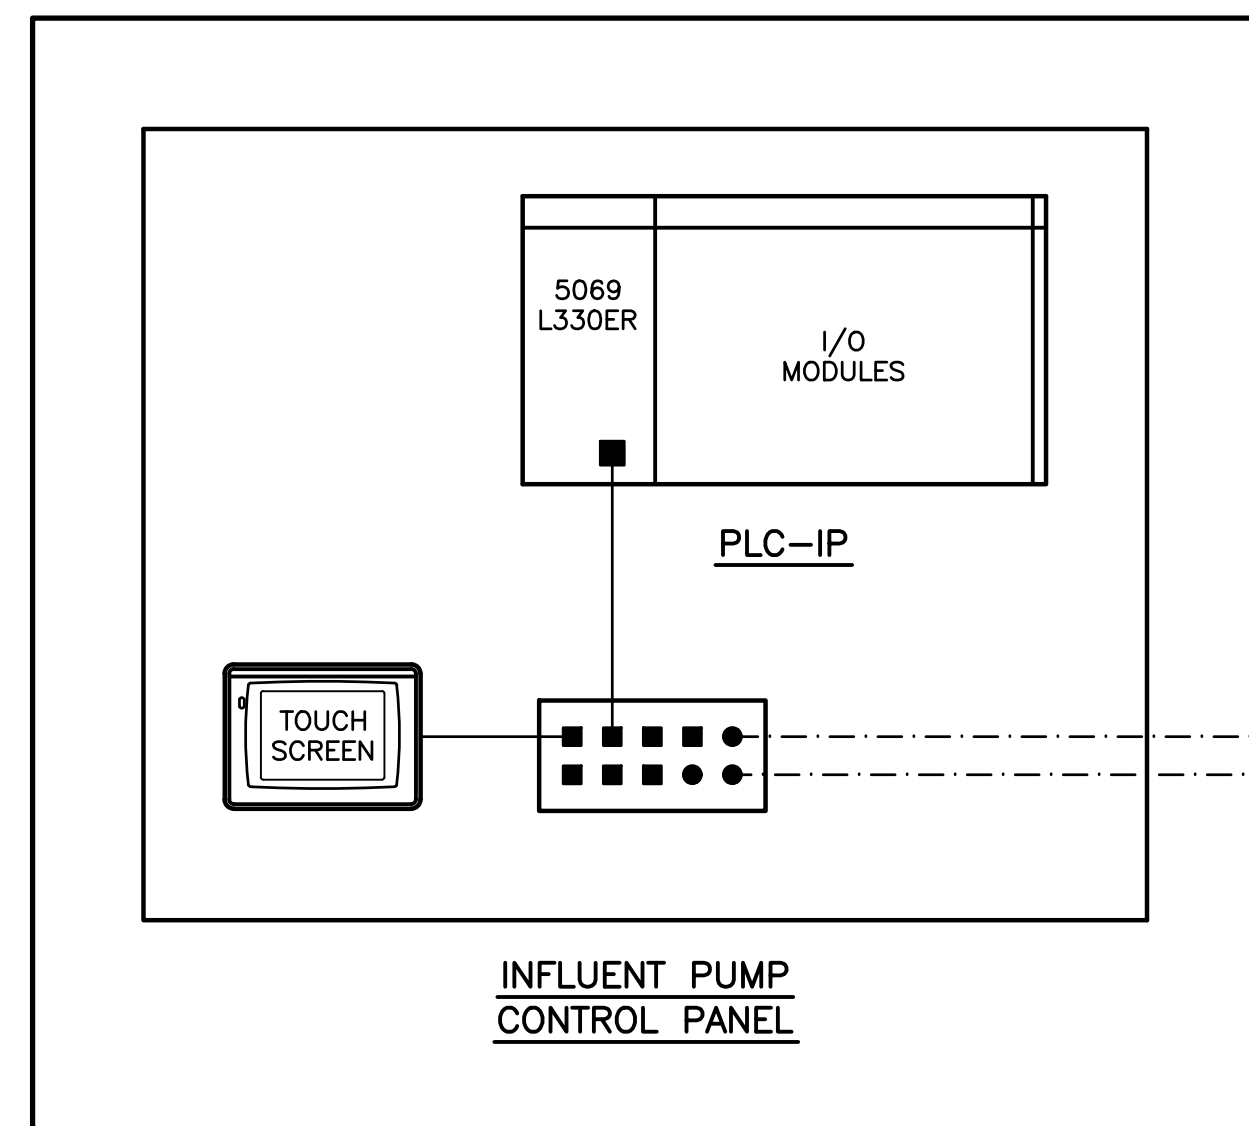 5069
L330ER
I/O
MODULES
PLC-IP
TOUCH
SCREEN
INFLUENT PUMP
CONTROL PANEL